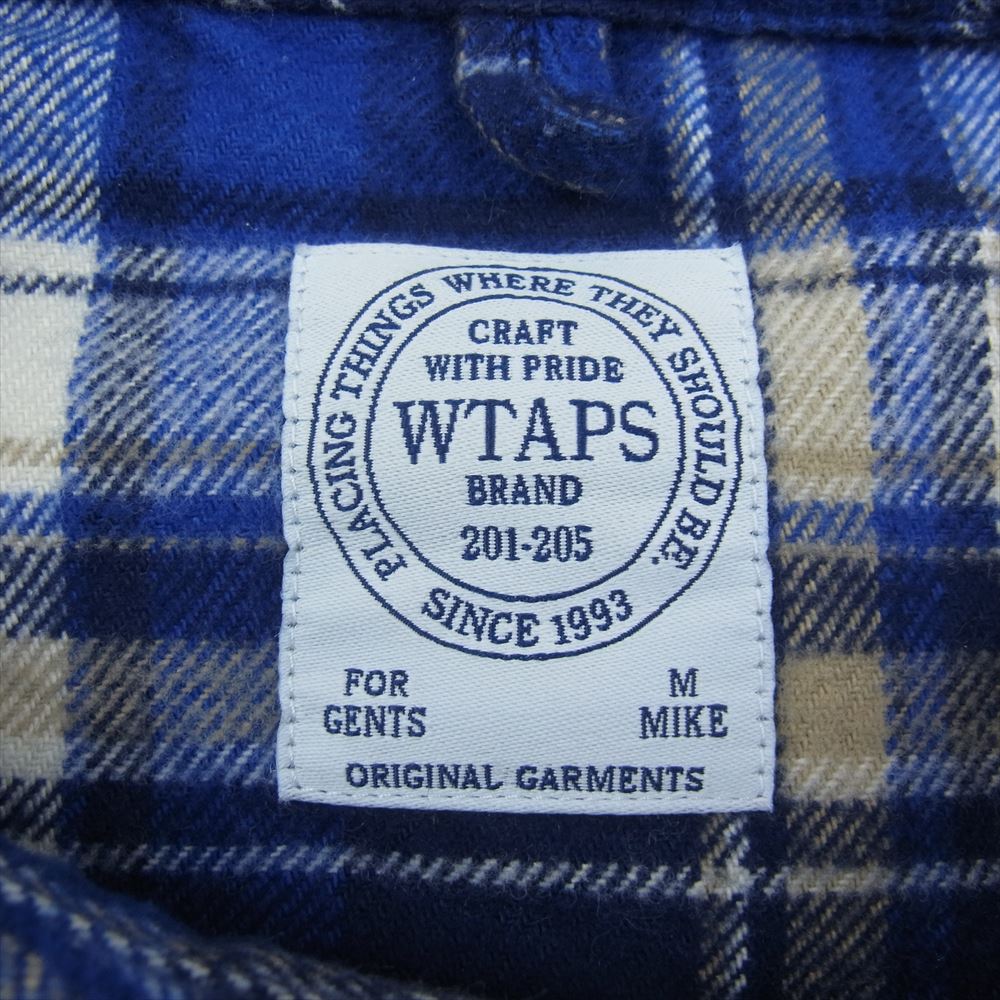 PLACING THINGS WHERE THEY SHOULD BE.
CRAFT
WITH PRIDE
WTAPS
BRAND
201-205
SINCE 1993
FOR
GENTS
M
MIKE
ORIGINAL GARMENTS